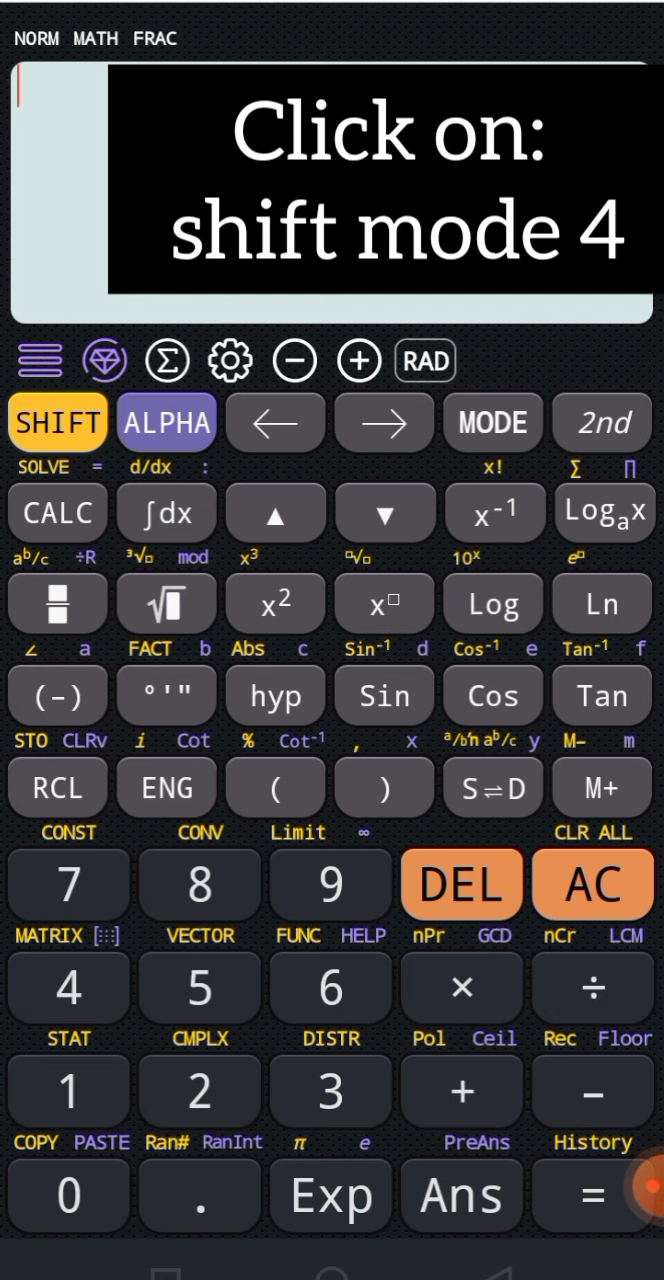 NORM MATH FRAC
Click on:
shift mode 4
Σ − + RAD
SHIFT ALPHA ← → MODE 2nd
SOLVE = d/dx : x! ∑ ∏
CALC ∫dx ▲ ▼ x⁻¹ Logₐx
aᵇ/c ÷R ³√□ mod x³ □√□ 10ˣ e□
√ x² x□ Log Ln
∠ a FACT b Abs c Sin⁻¹ d Cos⁻¹ e Tan⁻¹ f
(−) °'" hyp Sin Cos Tan
STO CLRv i Cot % Cot⁻¹ , x y M− m
RCL ENG ( ) S⇌D M+
CONST CONV Limit ∞ CLR ALL
7 8 9 DEL AC
MATRIX [:::] VECTOR FUNC HELP nPr GCD nCr LCM
4 5 6 × ÷
STAT CMPLX DISTR Pol Ceil Rec Floor
1 2 3 + −
COPY PASTE Ran# RanInt π e PreAns History
0 . Exp Ans =